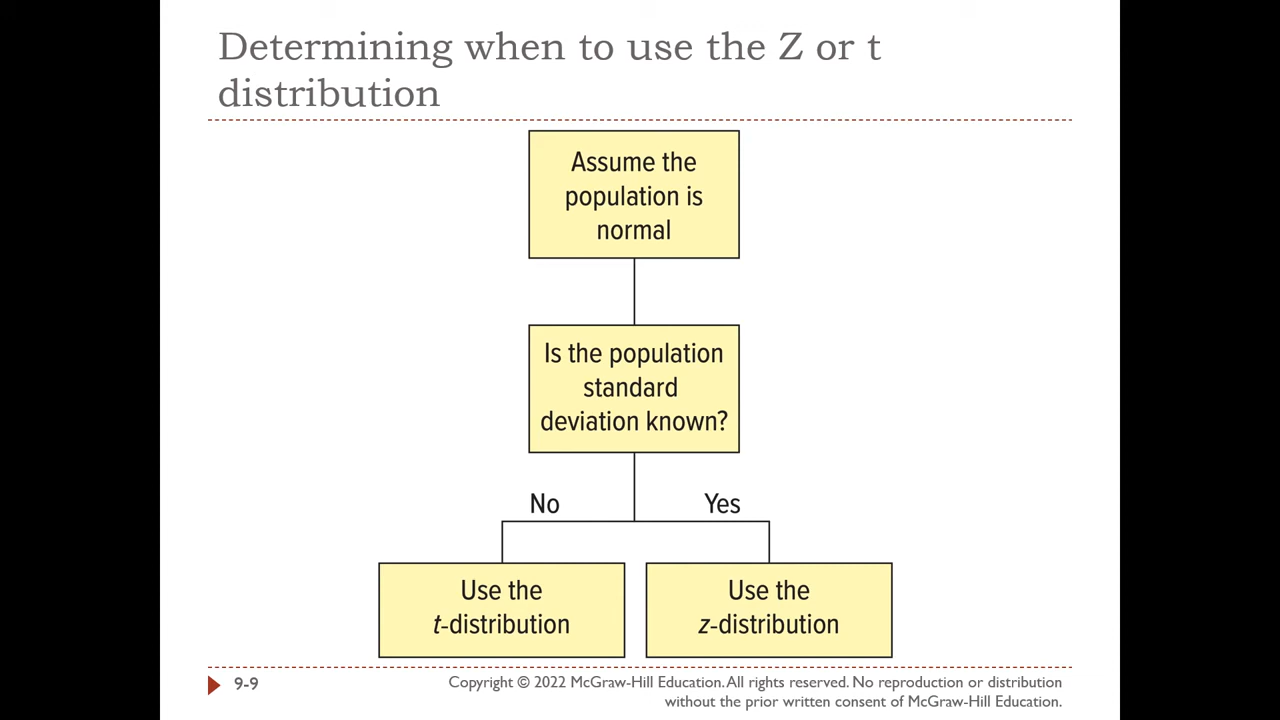 Determining when to use the Z or t
distribution
Assume the
population is
normal
Is the population
standard
deviation known?
No
Yes
Use the
t-distribution
Use the
z-distribution
9-9
Copyright © 2022 McGraw-Hill Education. All rights reserved. No reproduction or distribution
without the prior written consent of McGraw-Hill Education.